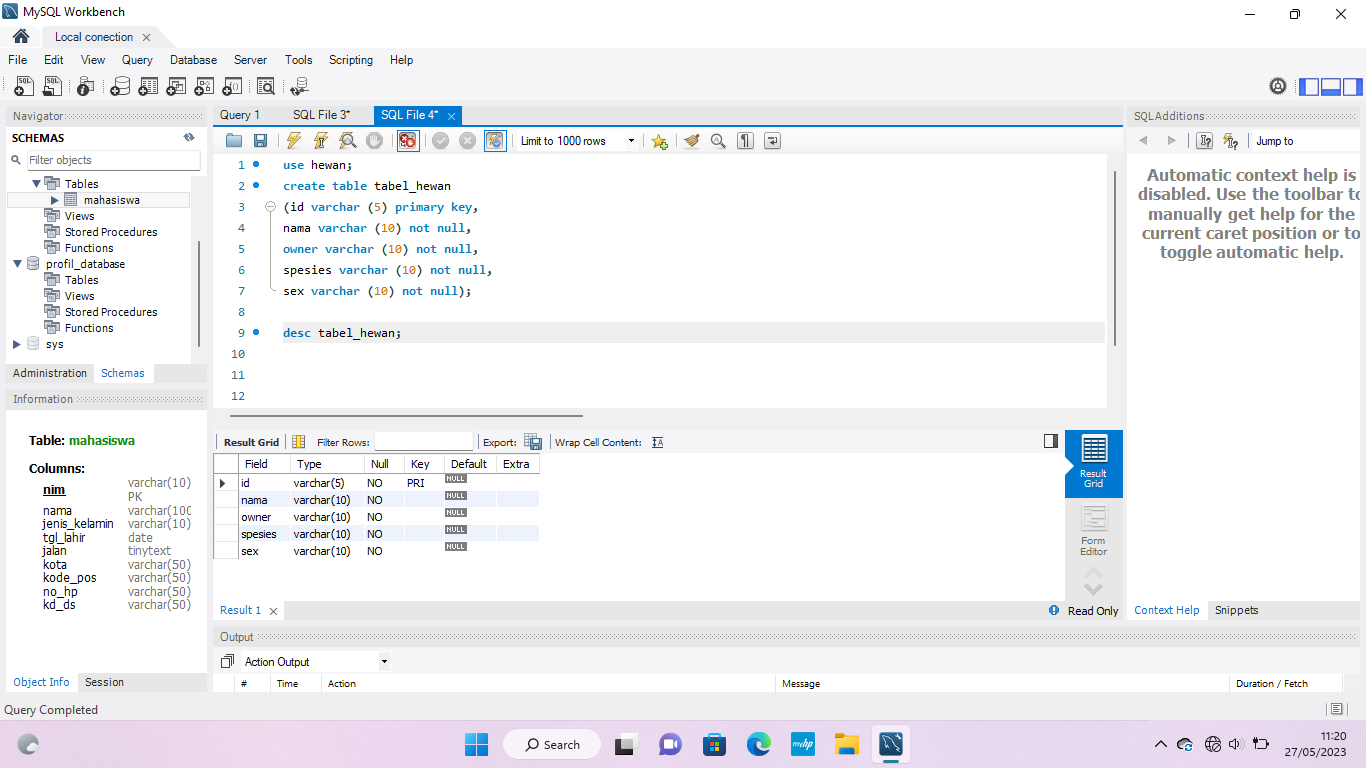 MySQL Workbench
Local conection
File Edit View Query Database Server Tools Scripting Help
Navigator
SCHEMAS
Filter objects
Tables
mahasiswa
Views
Stored Procedures
Functions
profil_database
Tables
Views
Stored Procedures
Functions
sys
Administration Schemas
Information
Table: mahasiswa
Columns:
nim varchar(10) PK
nama varchar(100
jenis_kelamin varchar(10)
tgl_lahir date
jalan tinytext
kota varchar(50)
kode_pos varchar(50)
no_hp varchar(50)
kd_ds varchar(50)
Object Info Session
Query 1 SQL File 3* SQL File 4*
Limit to 1000 rows
1 use hewan;
2 create table tabel_hewan
3 (id varchar (5) primary key,
4 nama varchar (10) not null,
5 owner varchar (10) not null,
6 spesies varchar (10) not null,
7 sex varchar (10) not null);
8
9 desc tabel_hewan;
10
11
12
Result Grid Filter Rows: Export: Wrap Cell Content:
Field Type Null Key Default Extra
id varchar(5) NO PRI NULL
nama varchar(10) NO NULL
owner varchar(10) NO NULL
spesies varchar(10) NO NULL
sex varchar(10) NO NULL
Result
Grid
Form
Editor
Result 1
Read Only
Output
Action Output
# Time Action Message Duration / Fetch
SQLAdditions
Jump to
Automatic context help is
disabled. Use the toolbar to
manually get help for the
current caret position or to
toggle automatic help.
Context Help Snippets
Query Completed
Search
myhp
11:20
27/05/2023